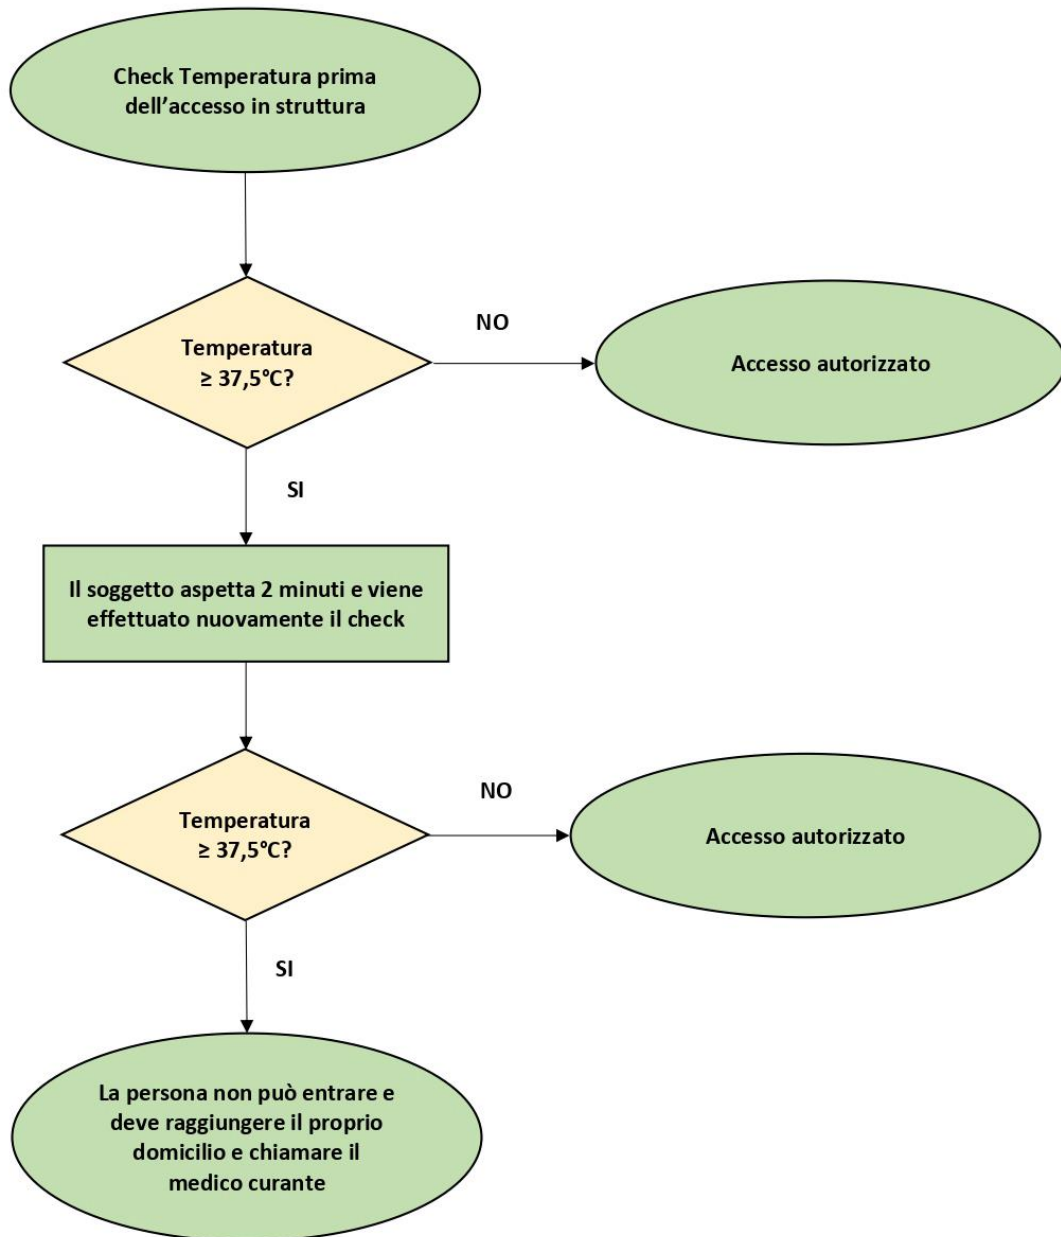 Check Temperatura prima
dell'accesso in struttura
Temperatura
≥ 37,5°C?
NO
Accesso autorizzato
SI
Il soggetto aspetta 2 minuti e viene
effettuato nuovamente il check
Temperatura
≥ 37,5°C?
NO
Accesso autorizzato
SI
La persona non può entrare e
deve raggiungere il proprio
domicilio e chiamare il
medico curante